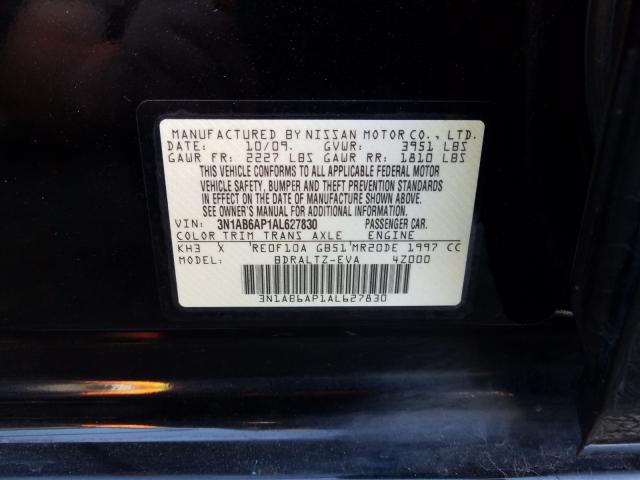 MANUFACTURED BY NISSAN MOTOR CO., LTD.
DATE: 10/09. GVWR: 3951 LBS
GAWR FR: 2227 LBS GAWR RR: 1810 LBS
THIS VEHICLE CONFORMS TO ALL APPLICABLE FEDERAL MOTOR
VEHICLE SAFETY, BUMPER AND THEFT PREVENTION STANDARDS
IN EFFECT ON THE DATE OF MANUFACTURE SHOWN ABOVE.
SEE OWNER'S MANUAL FOR ADDITIONAL INFORMATION.
VIN: 3N1AB6AP1AL627830 PASSENGER CAR.
COLOR TRIM TRANS AXLE ENGINE
KH3 X 'RE0F10A GB51'MR20DE 1997 CC
MODEL: BDRALTZ-EVA 4Z000
3N1AB6AP1AL627830